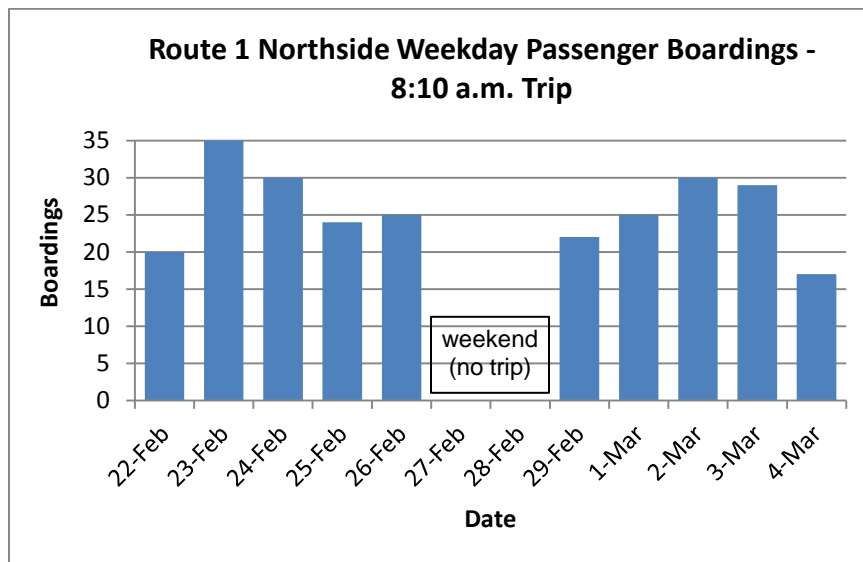 Route 1 Northside Weekday Passenger Boardings -
8:10 a.m. Trip
Boardings
35
30
25
20
15
10
5
0
weekend
(no trip)
22-Feb
23-Feb
24-Feb
25-Feb
26-Feb
27-Feb
28-Feb
29-Feb
1-Mar
2-Mar
3-Mar
4-Mar
Date